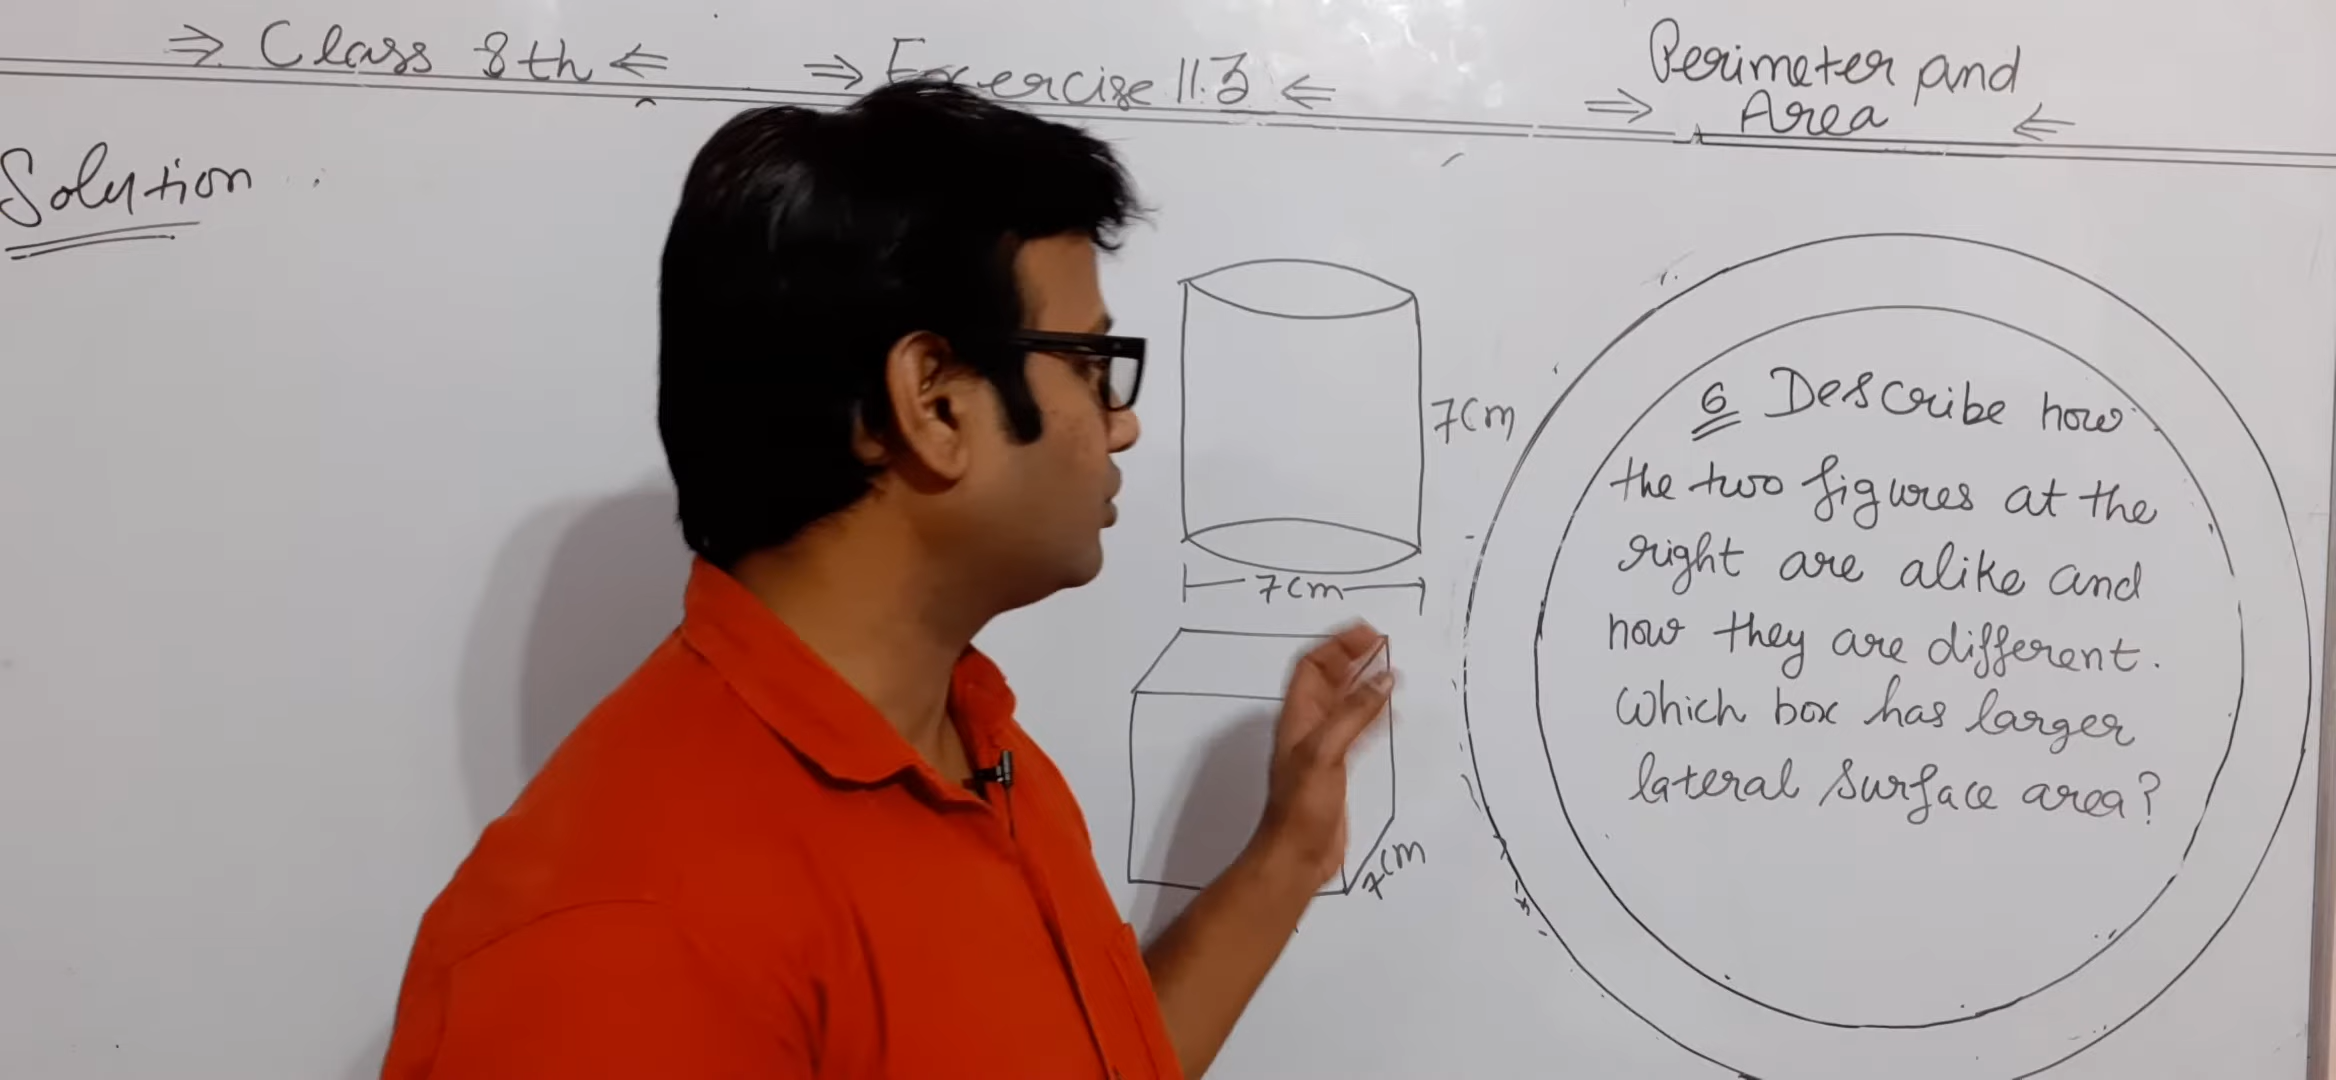 ⇒ Class 8th ⇐
⇒ Exercise 11.3 ⇐
Perimeter and
⇒ Area ⇐
Solution
7cm
7cm
7cm
6 Describe how
the two figures at the
right are alike and
how they are different.
Which box has larger
lateral surface area?